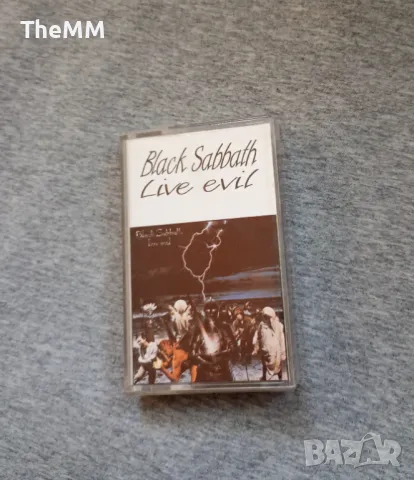 TheMM
Black Sabbath
Live evil
Black Sabbath
live evil
BAZAR